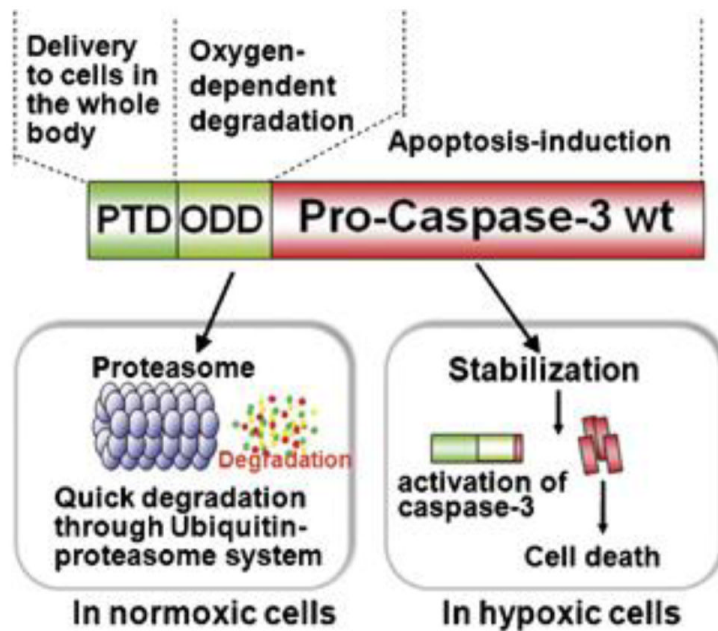 Delivery
to cells in
the whole
body
Oxygen-
dependent
degradation
Apoptosis-induction
PTD
ODD
Pro-Caspase-3 wt
Proteasome
Degradation
Quick degradation
through Ubiquitin-
proteasome system
In normoxic cells
Stabilization
activation of
caspase-3
Cell death
In hypoxic cells